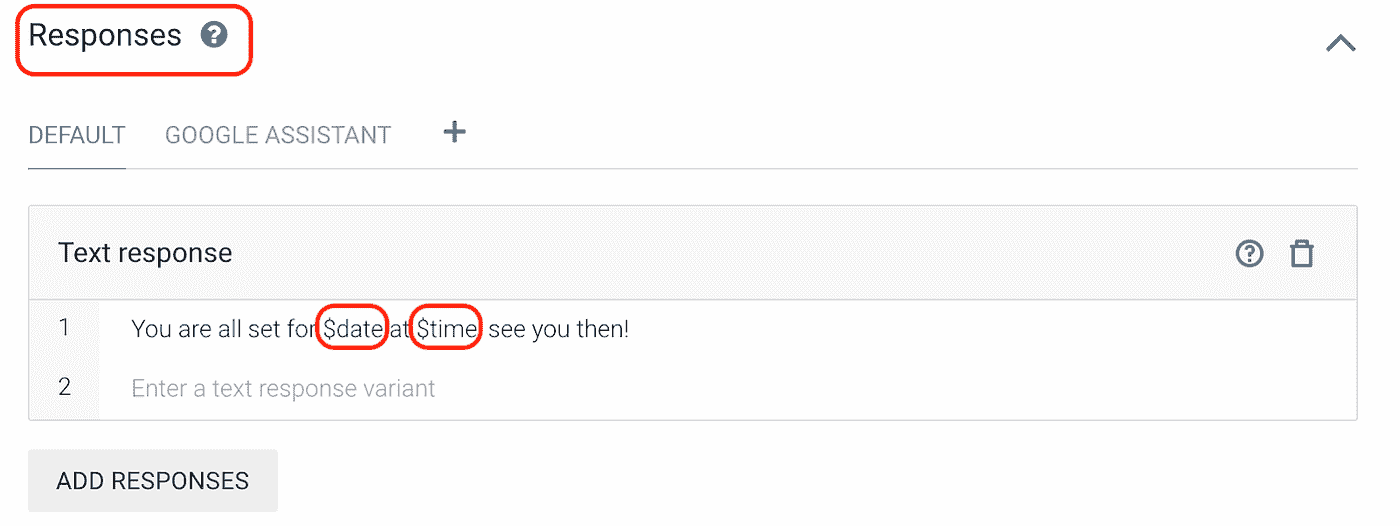 Responses
DEFAULT GOOGLE ASSISTANT +
Text response
1 You are all set for $date at $time see you then!
2 Enter a text response variant
ADD RESPONSES